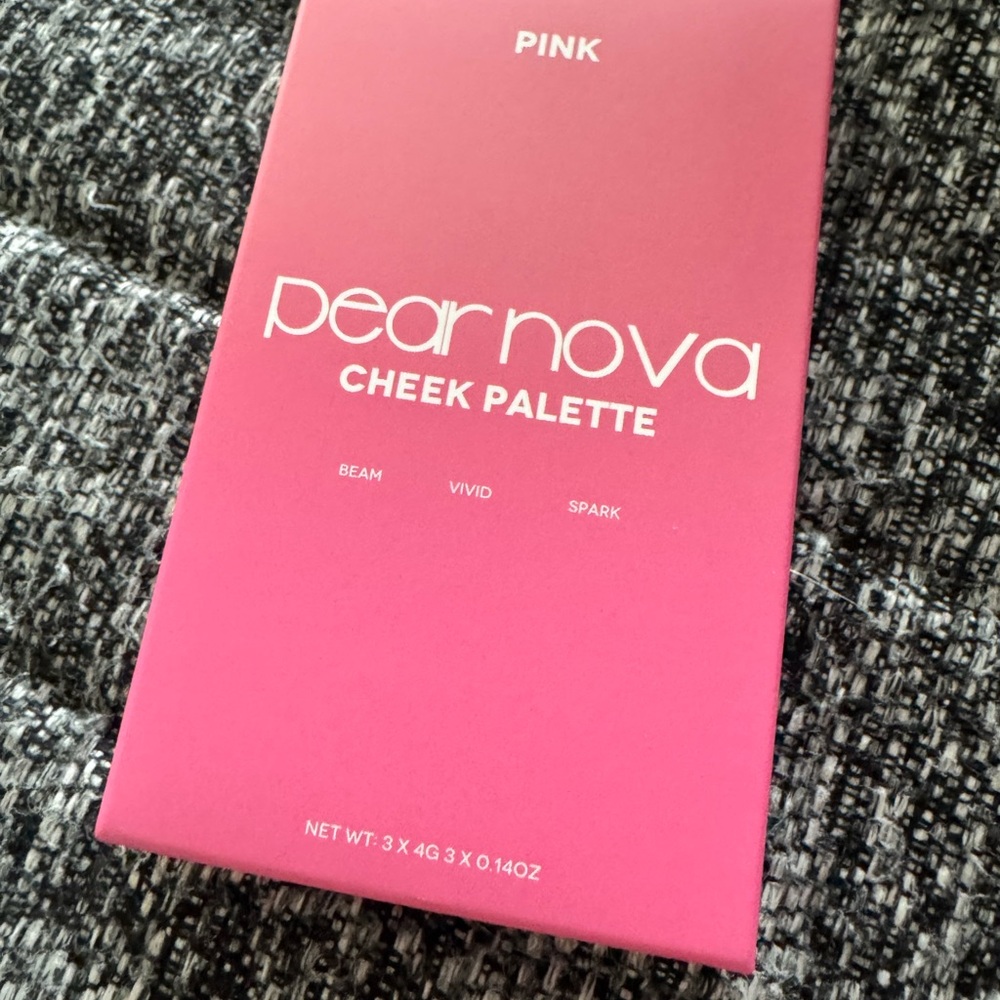 PINK
pear nova
CHEEK PALETTE
BEAM VIVID SPARK
NET WT: 3 X 4G 3 X 0.14OZ